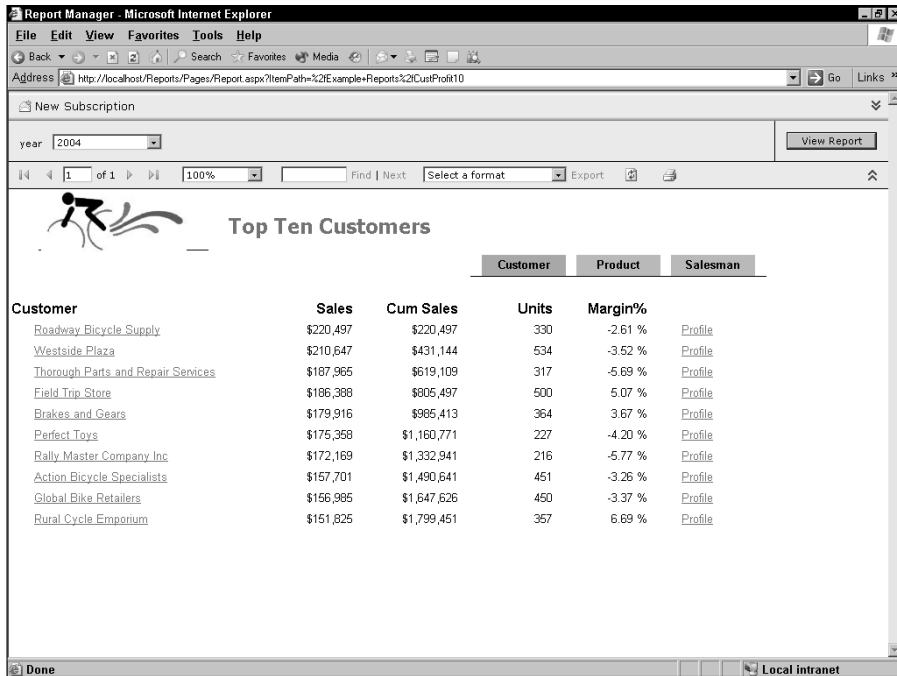 Report Manager - Microsoft Internet Explorer
File Edit View Favorites Tools Help
Back Search Favorites Media
Address http://localhost/Reports/Pages/Report.aspx?ItemPath=%2fExample+Reports%2fCustProfit10 Go Links »
New Subscription
year 2004 View Report
1 of 1 100% Find | Next Select a format Export
Top Ten Customers
Customer Product Salesman
Customer Sales Cum Sales Units Margin%
Roadway Bicycle Supply $220,497 $220,497 330 -2.61 % Profile
Westside Plaza $210,647 $431,144 534 -3.52 % Profile
Thorough Parts and Repair Services $187,965 $619,109 317 -5.69 % Profile
Field Trip Store $186,388 $805,497 500 5.07 % Profile
Brakes and Gears $179,916 $985,413 364 3.67 % Profile
Perfect Toys $175,358 $1,160,771 227 -4.20 % Profile
Rally Master Company Inc $172,169 $1,332,941 216 -5.77 % Profile
Action Bicycle Specialists $157,701 $1,490,641 451 -3.26 % Profile
Global Bike Retailers $156,985 $1,647,626 450 -3.37 % Profile
Rural Cycle Emporium $151,825 $1,799,451 357 6.69 % Profile
Done Local intranet